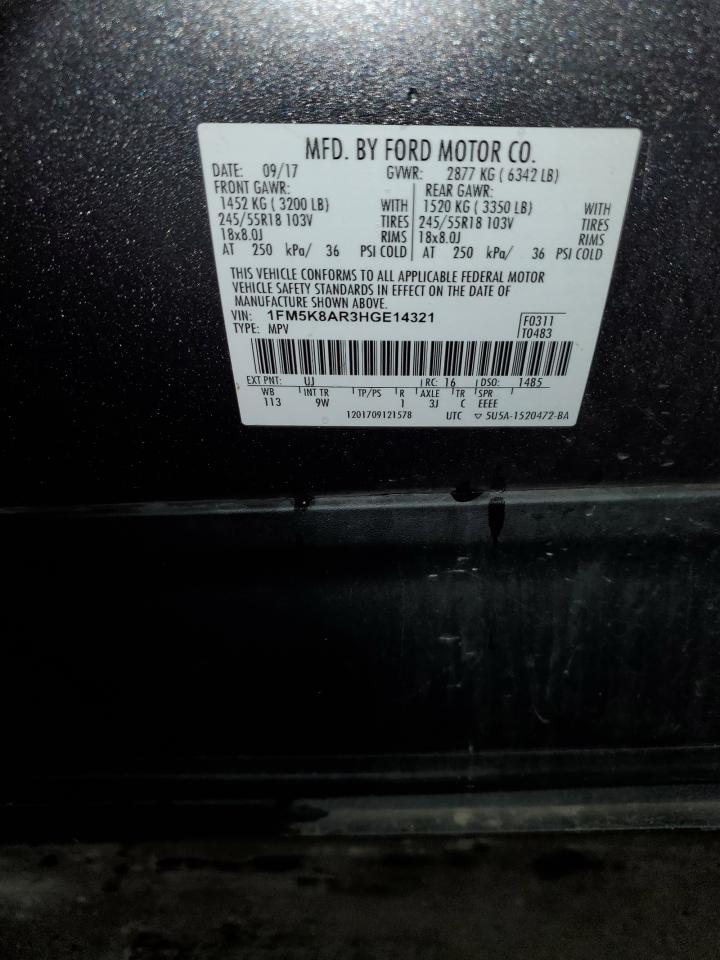 MFD. BY FORD MOTOR CO.
DATE: 09/17 GVWR: 2877 KG ( 6342 LB)
FRONT GAWR: REAR GAWR:
1452 KG ( 3200 LB) WITH 1520 KG ( 3350 LB) WITH
245/55R18 103V TIRES 245/55R18 103V TIRES
18x8.0J RIMS 18x8.0J RIMS
AT 250 kPa/ 36 PSI COLD AT 250 kPa/ 36 PSI COLD
THIS VEHICLE CONFORMS TO ALL APPLICABLE FEDERAL MOTOR
VEHICLE SAFETY STANDARDS IN EFFECT ON THE DATE OF
MANUFACTURE SHOWN ABOVE.
VIN: 1FM5K8AR3HGE14321 F0311
TYPE: MPV T0483
EXT PNT: UJ RC: 16 DSO: 1485
WB INT TR TP/PS R AXLE TR SPR
113 9W 1 3J C EEEE
1201709121578 UTC ▽ 5U5A-1520472-BA